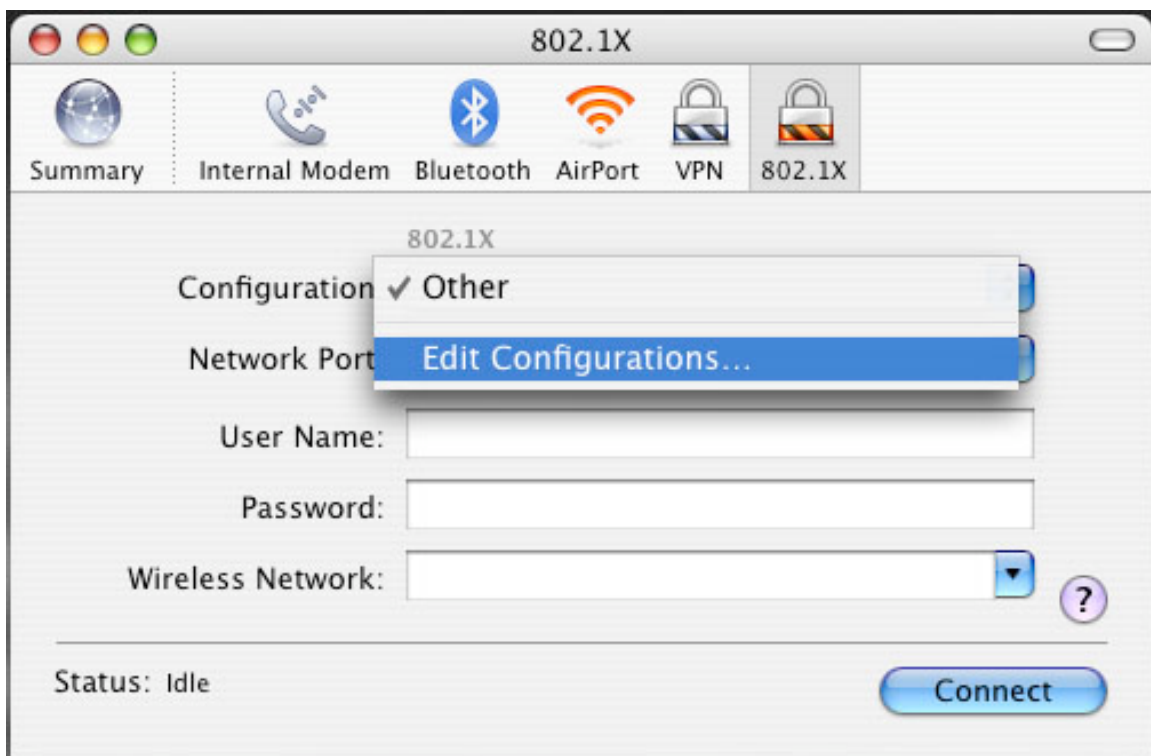 802.1X
Summary Internal Modem Bluetooth AirPort VPN 802.1X
802.1X
Configuration ✓ Other
Network Port Edit Configurations...
User Name:
Password:
Wireless Network:
?
Status: Idle
Connect